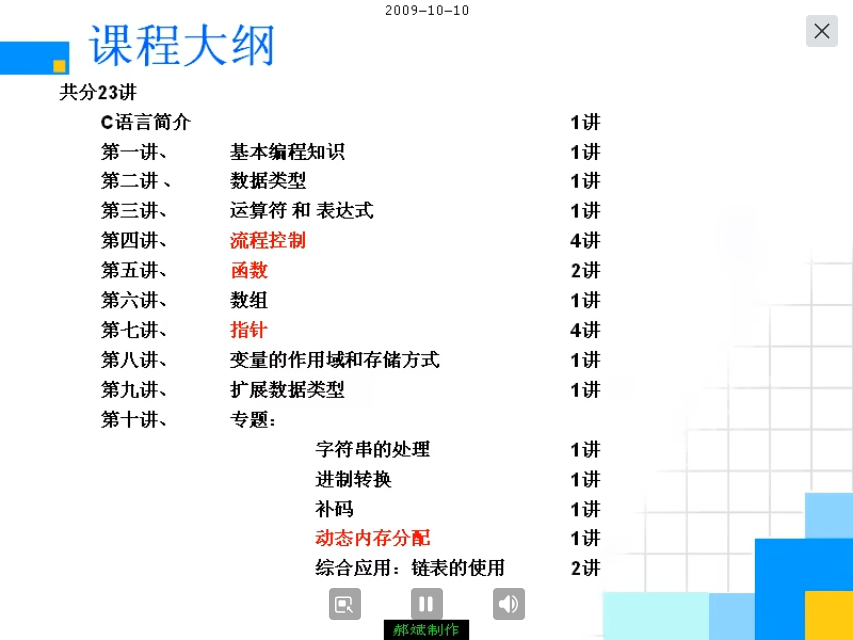 2009-10-10
课程大纲
共分23讲
C语言简介 1讲
第一讲、 基本编程知识 1讲
第二讲 、 数据类型 1讲
第三讲、 运算符 和 表达式 1讲
第四讲、 流程控制 4讲
第五讲、 函数 2讲
第六讲、 数组 1讲
第七讲、 指针 4讲
第八讲、 变量的作用域和存储方式 1讲
第九讲、 扩展数据类型 1讲
第十讲、 专题：
字符串的处理 1讲
进制转换 1讲
补码 1讲
动态内存分配 1讲
综合应用：链表的使用 2讲
郝斌制作